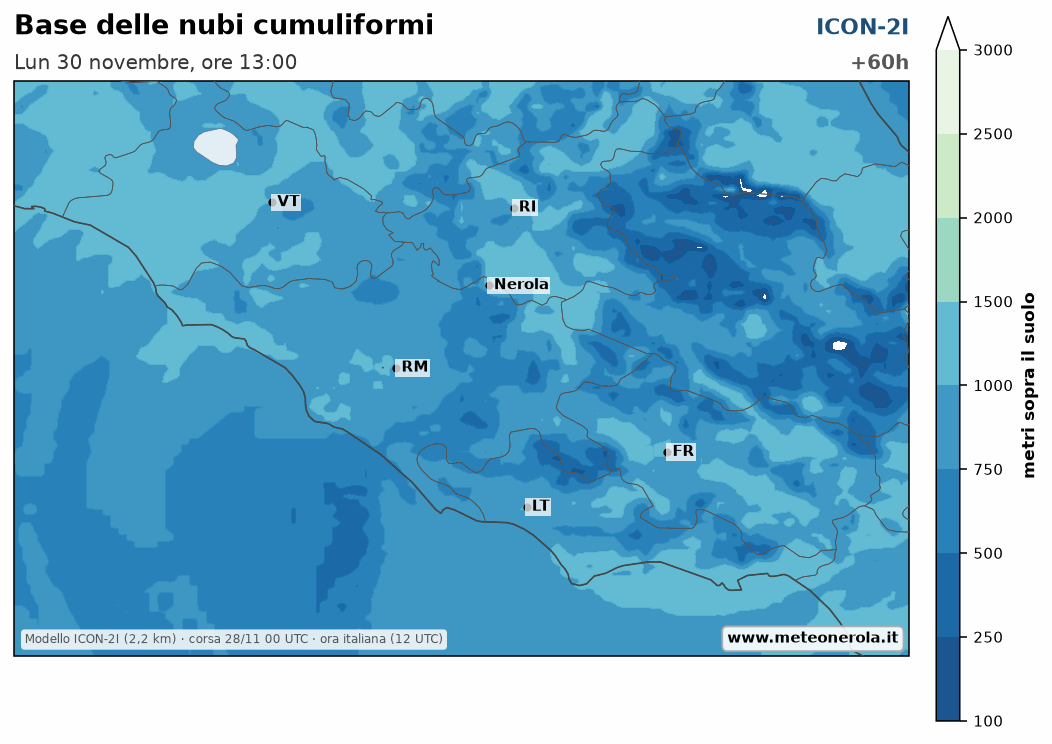 Base delle nubi cumuliformi
ICON-2I
Lun 30 novembre, ore 13:00
+60h
3000
2500
2000
1500
1000
750
500
250
100
metri sopra il suolo
VT
RI
Nerola
RM
FR
LT
Modello ICON-2I (2,2 km) · corsa 28/11 00 UTC · ora italiana (12 UTC)
www.meteonerola.it